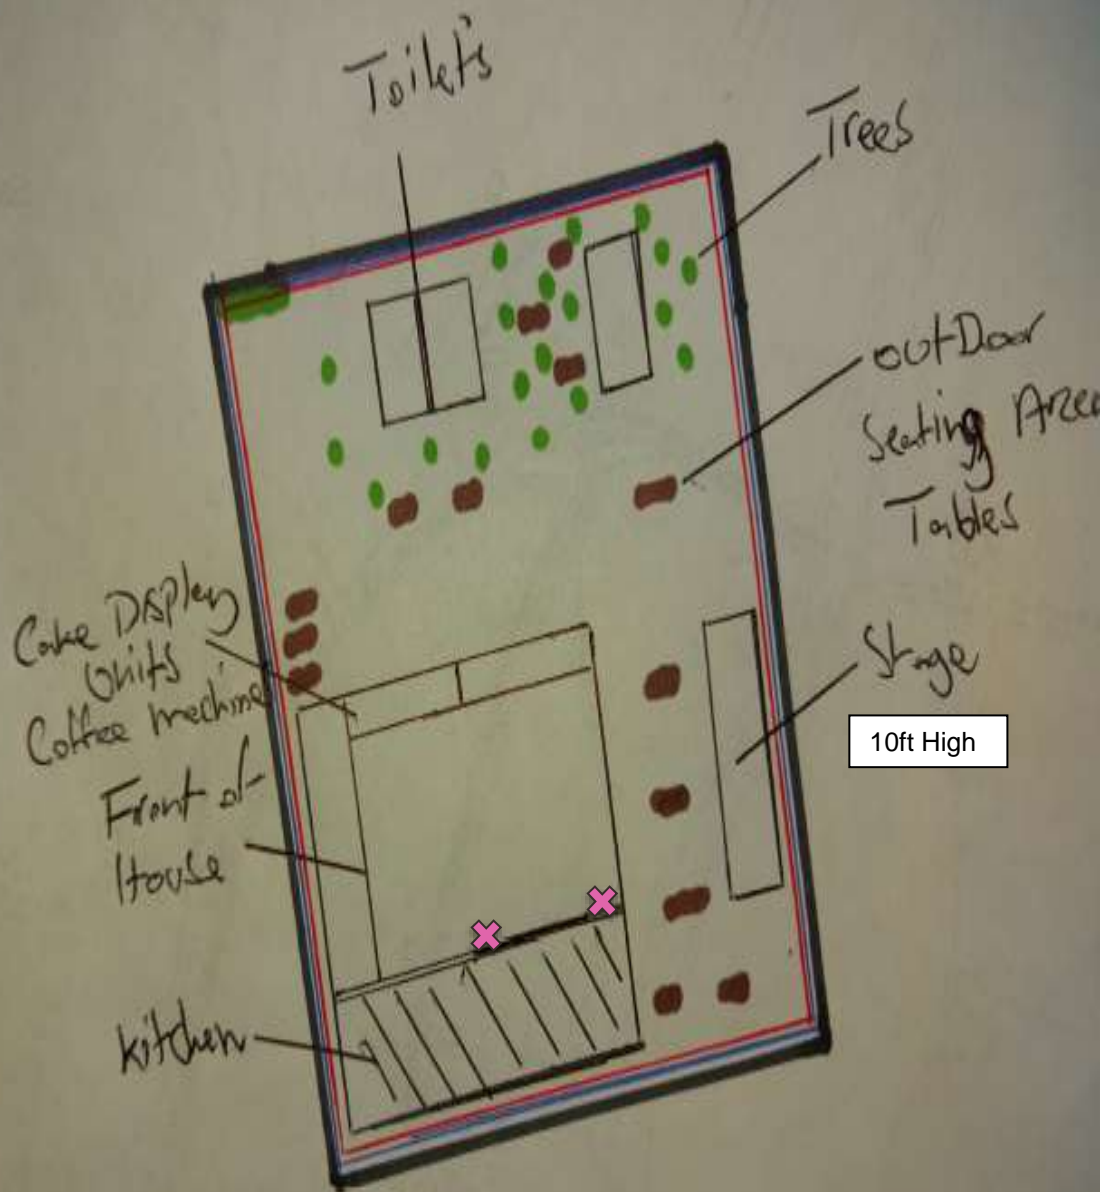 Toilets
Trees
outDoor
Seating Area
Tables
Cake Display
Units
Coffee machine
Front of
House
Stage
10ft High
kitchen